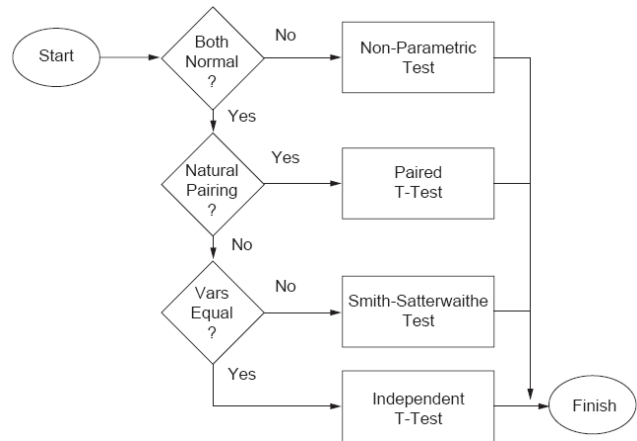 Start
Both
Normal
?
No
Non-Parametric
Test
Yes
Natural
Pairing
?
Yes
Paired
T-Test
No
Vars
Equal
?
No
Smith-Satterwaithe
Test
Yes
Independent
T-Test
Finish